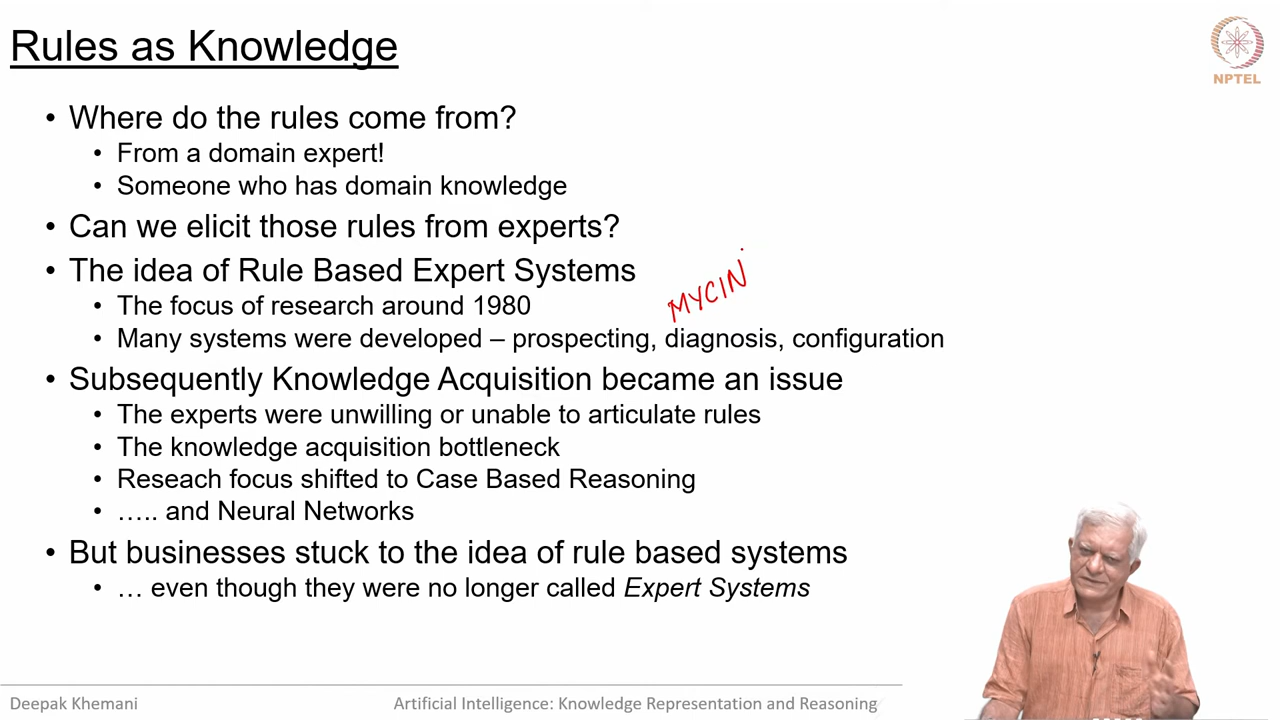 Rules as Knowledge
NPTEL
• Where do the rules come from?
• From a domain expert!
• Someone who has domain knowledge
• Can we elicit those rules from experts?
• The idea of Rule Based Expert Systems
MYCIN
• The focus of research around 1980
• Many systems were developed – prospecting, diagnosis, configuration
• Subsequently Knowledge Acquisition became an issue
• The experts were unwilling or unable to articulate rules
• The knowledge acquisition bottleneck
• Reseach focus shifted to Case Based Reasoning
• ….. and Neural Networks
• But businesses stuck to the idea of rule based systems
• … even though they were no longer called Expert Systems
Deepak Khemani
Artificial Intelligence: Knowledge Representation and Reasoning